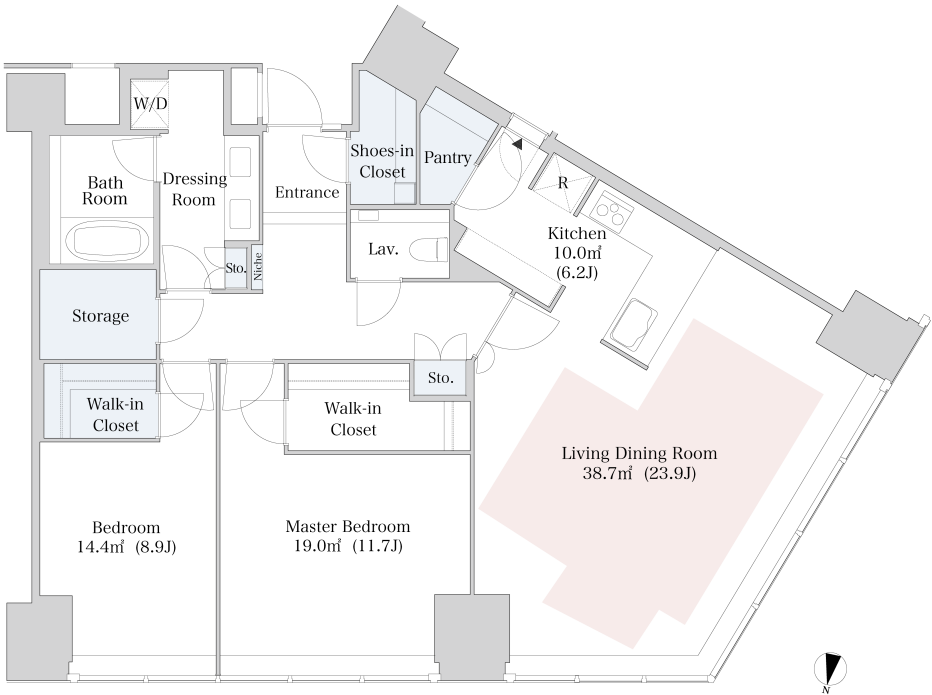 W/D
Bath
Room
Dressing
Room
Entrance
Shoes-in
Closet
Pantry
R
Kitchen
10.0㎡
(6.2J)
Lav.
Sto.
Niche
Storage
Sto.
Walk-in
Closet
Walk-in
Closet
Living Dining Room
38.7㎡ (23.9J)
Bedroom
14.4㎡ (8.9J)
Master Bedroom
19.0㎡ (11.7J)
N